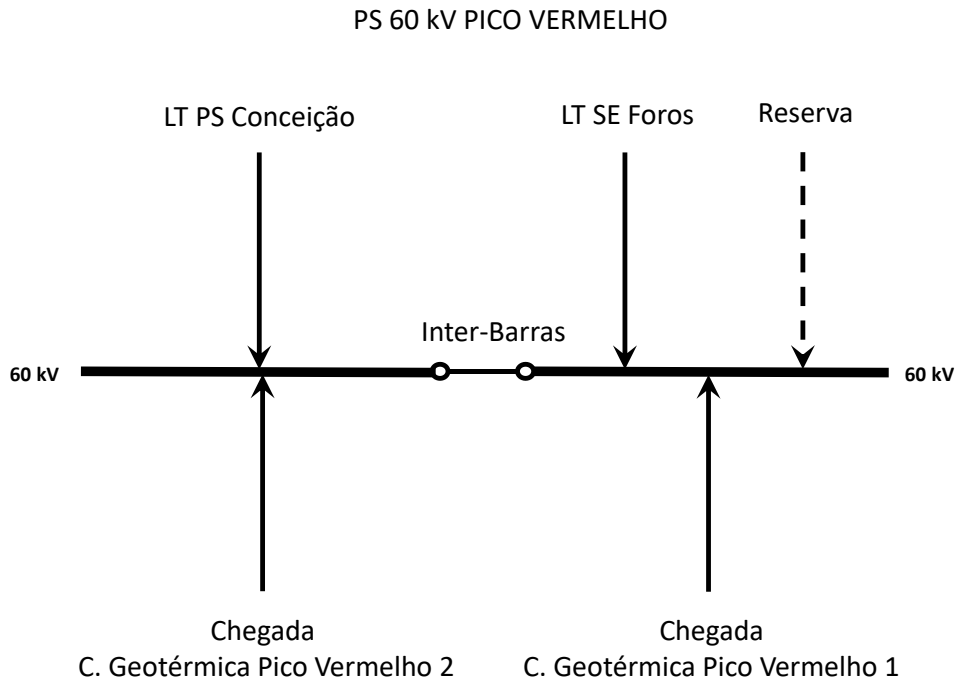 PS 60 kV PICO VERMELHO
LT PS Conceição
LT SE Foros
Reserva
Inter-Barras
60 kV
60 kV
Chegada
C. Geotérmica Pico Vermelho 2
Chegada
C. Geotérmica Pico Vermelho 1